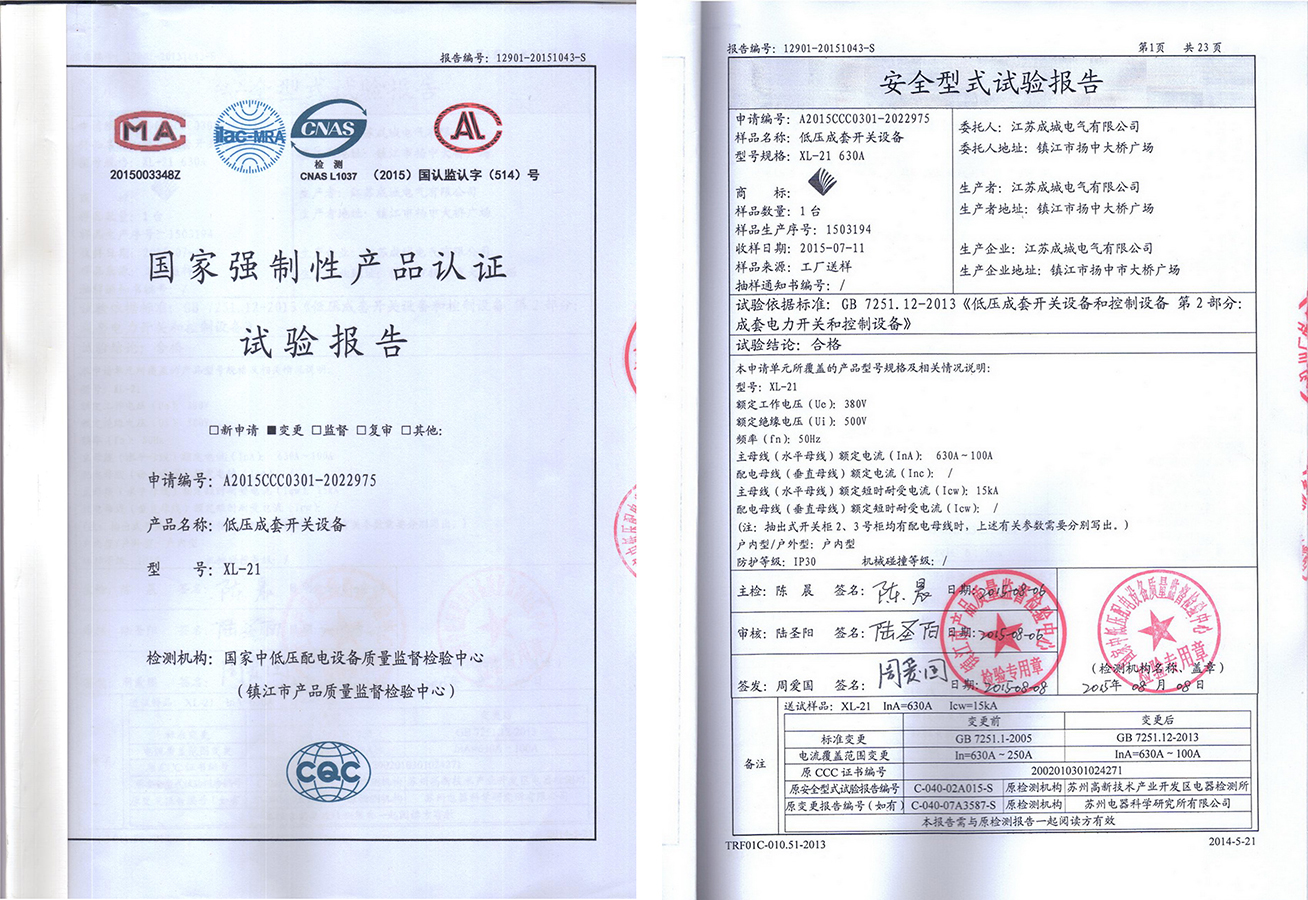 报告编号: 12901-20151043-S
MA
ilac-MRA
CNAS
AL
检 测
2015003348Z
CNAS L1037
(2015) 国认监认字 (514) 号
国家强制性产品认证
试验报告
□新申请 ■变更 □监督 □复审 □其他:
申请编号: A2015CCC0301-2022975
产品名称: 低压成套开关设备
型 号: XL-21
检测机构: 国家中低压配电设备质量监督检验中心
(镇江市产品质量监督检验中心)
CQC
报告编号: 12901-20151043-S 第1页 共 23 页
安全型式试验报告
申请编号: A2015CCC0301-2022975
样品名称: 低压成套开关设备
型号规格: XL-21 630A
商 标:
样品数量: 1 台
样品生产序号: 1503194
收样日期: 2015-07-11
样品来源: 工厂送样
抽样通知书编号: /
委托人: 江苏成城电气有限公司
委托人地址: 镇江市扬中大桥广场
生产者: 江苏成城电气有限公司
生产者地址: 镇江市扬中大桥广场
生产企业: 江苏成城电气有限公司
生产企业地址: 镇江市扬中市大桥广场
试验依据标准: GB 7251.12-2013《低压成套开关设备和控制设备 第 2 部分:
成套电力开关和控制设备》
试验结论: 合格
本申请单元所覆盖的产品型号规格及相关情况说明:
型号: XL-21
额定工作电压 (Ue): 380V
额定绝缘电压 (Ui): 500V
频率 (fn): 50Hz
主母线 (水平母线) 额定电流 (InA): 630A~100A
配电母线 (垂直母线) 额定电流 (Inc): /
主母线 (水平母线) 额定短时耐受电流 (Icw): 15kA
配电母线 (垂直母线) 额定短时耐受电流 (Icw): /
(注: 抽出式开关柜 2、3 号柜均有配电母线时, 上述有关参数需要分别写出。)
户内型/户外型: 户内型
防护等级: IP30 机械碰撞等级: /
主检: 陈 晨 签名: 陈晨 日期: 2015-08-06
审核: 陆圣阳 签名: 陆圣阳 日期: 2015-08-06
签发: 周爱国 签名: 周爱国 日期: 2015-08-08
镇江市产品质量监督检验中心
检验专用章
国家中低压配电设备质量监督检验中心
检验专用章
(检测机构名称、盖章)
2015年 08 月 08 日
备注
送试样品: XL-21 InA=630A Icw=15kA
变更前 变更后
标准变更 GB 7251.1-2005 GB 7251.12-2013
电流覆盖范围变更 In=630A ~ 250A InA=630A ~ 100A
原 CCC 证书编号 2002010301024271
原安全型式试验报告编号 C-040-02A015-S 原检测机构 苏州高新技术产业开发区电器检测所
原变更报告编号 (如有) C-040-07A3587-S 原检测机构 苏州电器科学研究所有限公司
本报告需与原检测报告一起阅读方有效
TRF01C-010.51-2013 2014-5-21